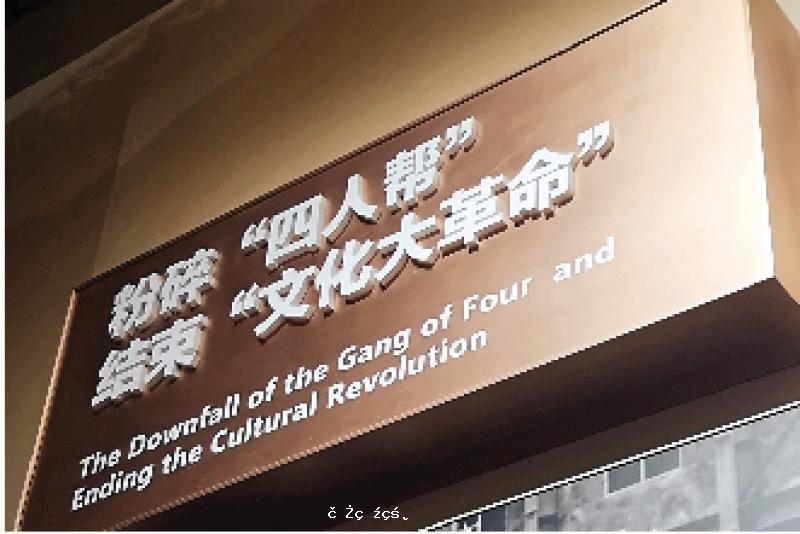 粉碎 “四人帮”
结束 “文化大革命”
The Downfall of the Gang of Four and
Ending the Cultural Revolution